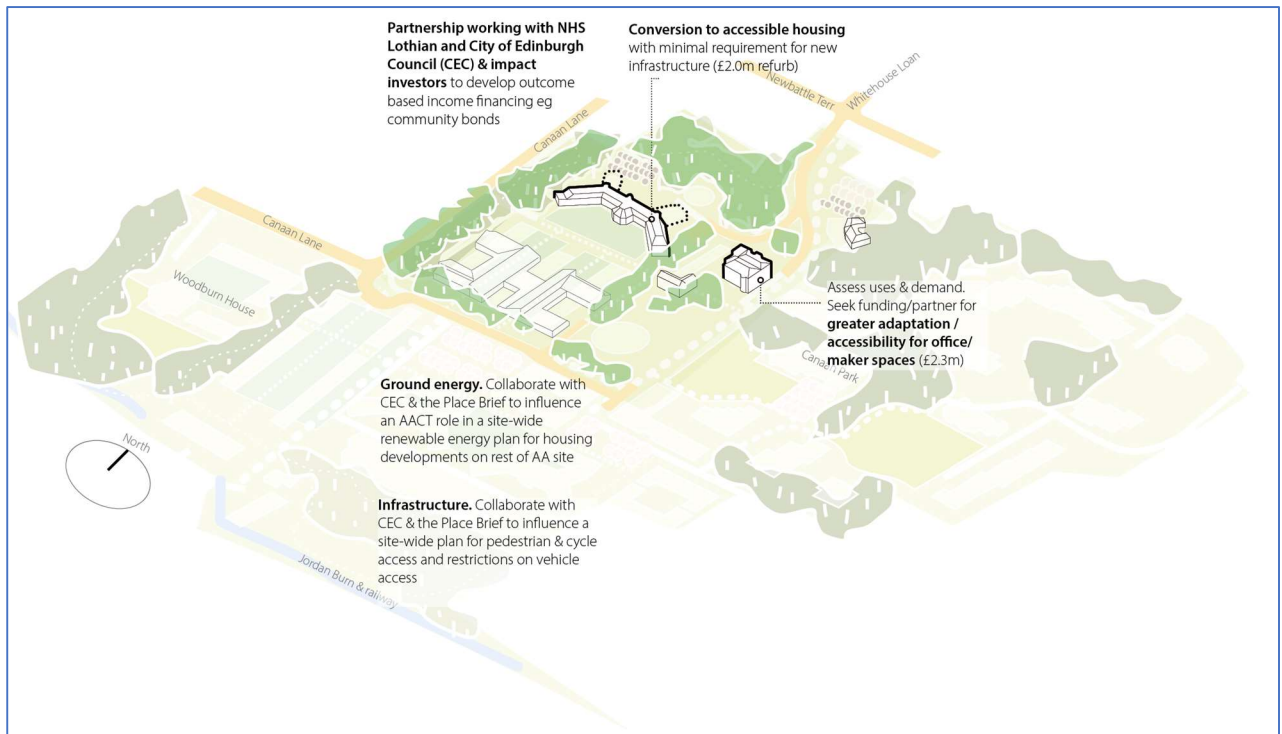 Partnership working with NHS
Lothian and City of Edinburgh
Council (CEC) & impact
investors to develop outcome
based income financing eg
community bonds
Conversion to accessible housing
with minimal requirement for new
infrastructure (£2.0m refurb)
Newbattle Terr
Whitehouse Loan
Canaan Lane
Canaan Lane
Woodburn House
Assess uses & demand.
Seek funding/partner for
greater adaptation /
accessibility for office/
maker spaces (£2.3m)
Canaan Park
Ground energy. Collaborate with
CEC & the Place Brief to influence
an AACT role in a site-wide
renewable energy plan for housing
developments on rest of AA site
North
Infrastructure. Collaborate with
CEC & the Place Brief to influence a
site-wide plan for pedestrian & cycle
access and restrictions on vehicle
access
Jordan Burn & railway